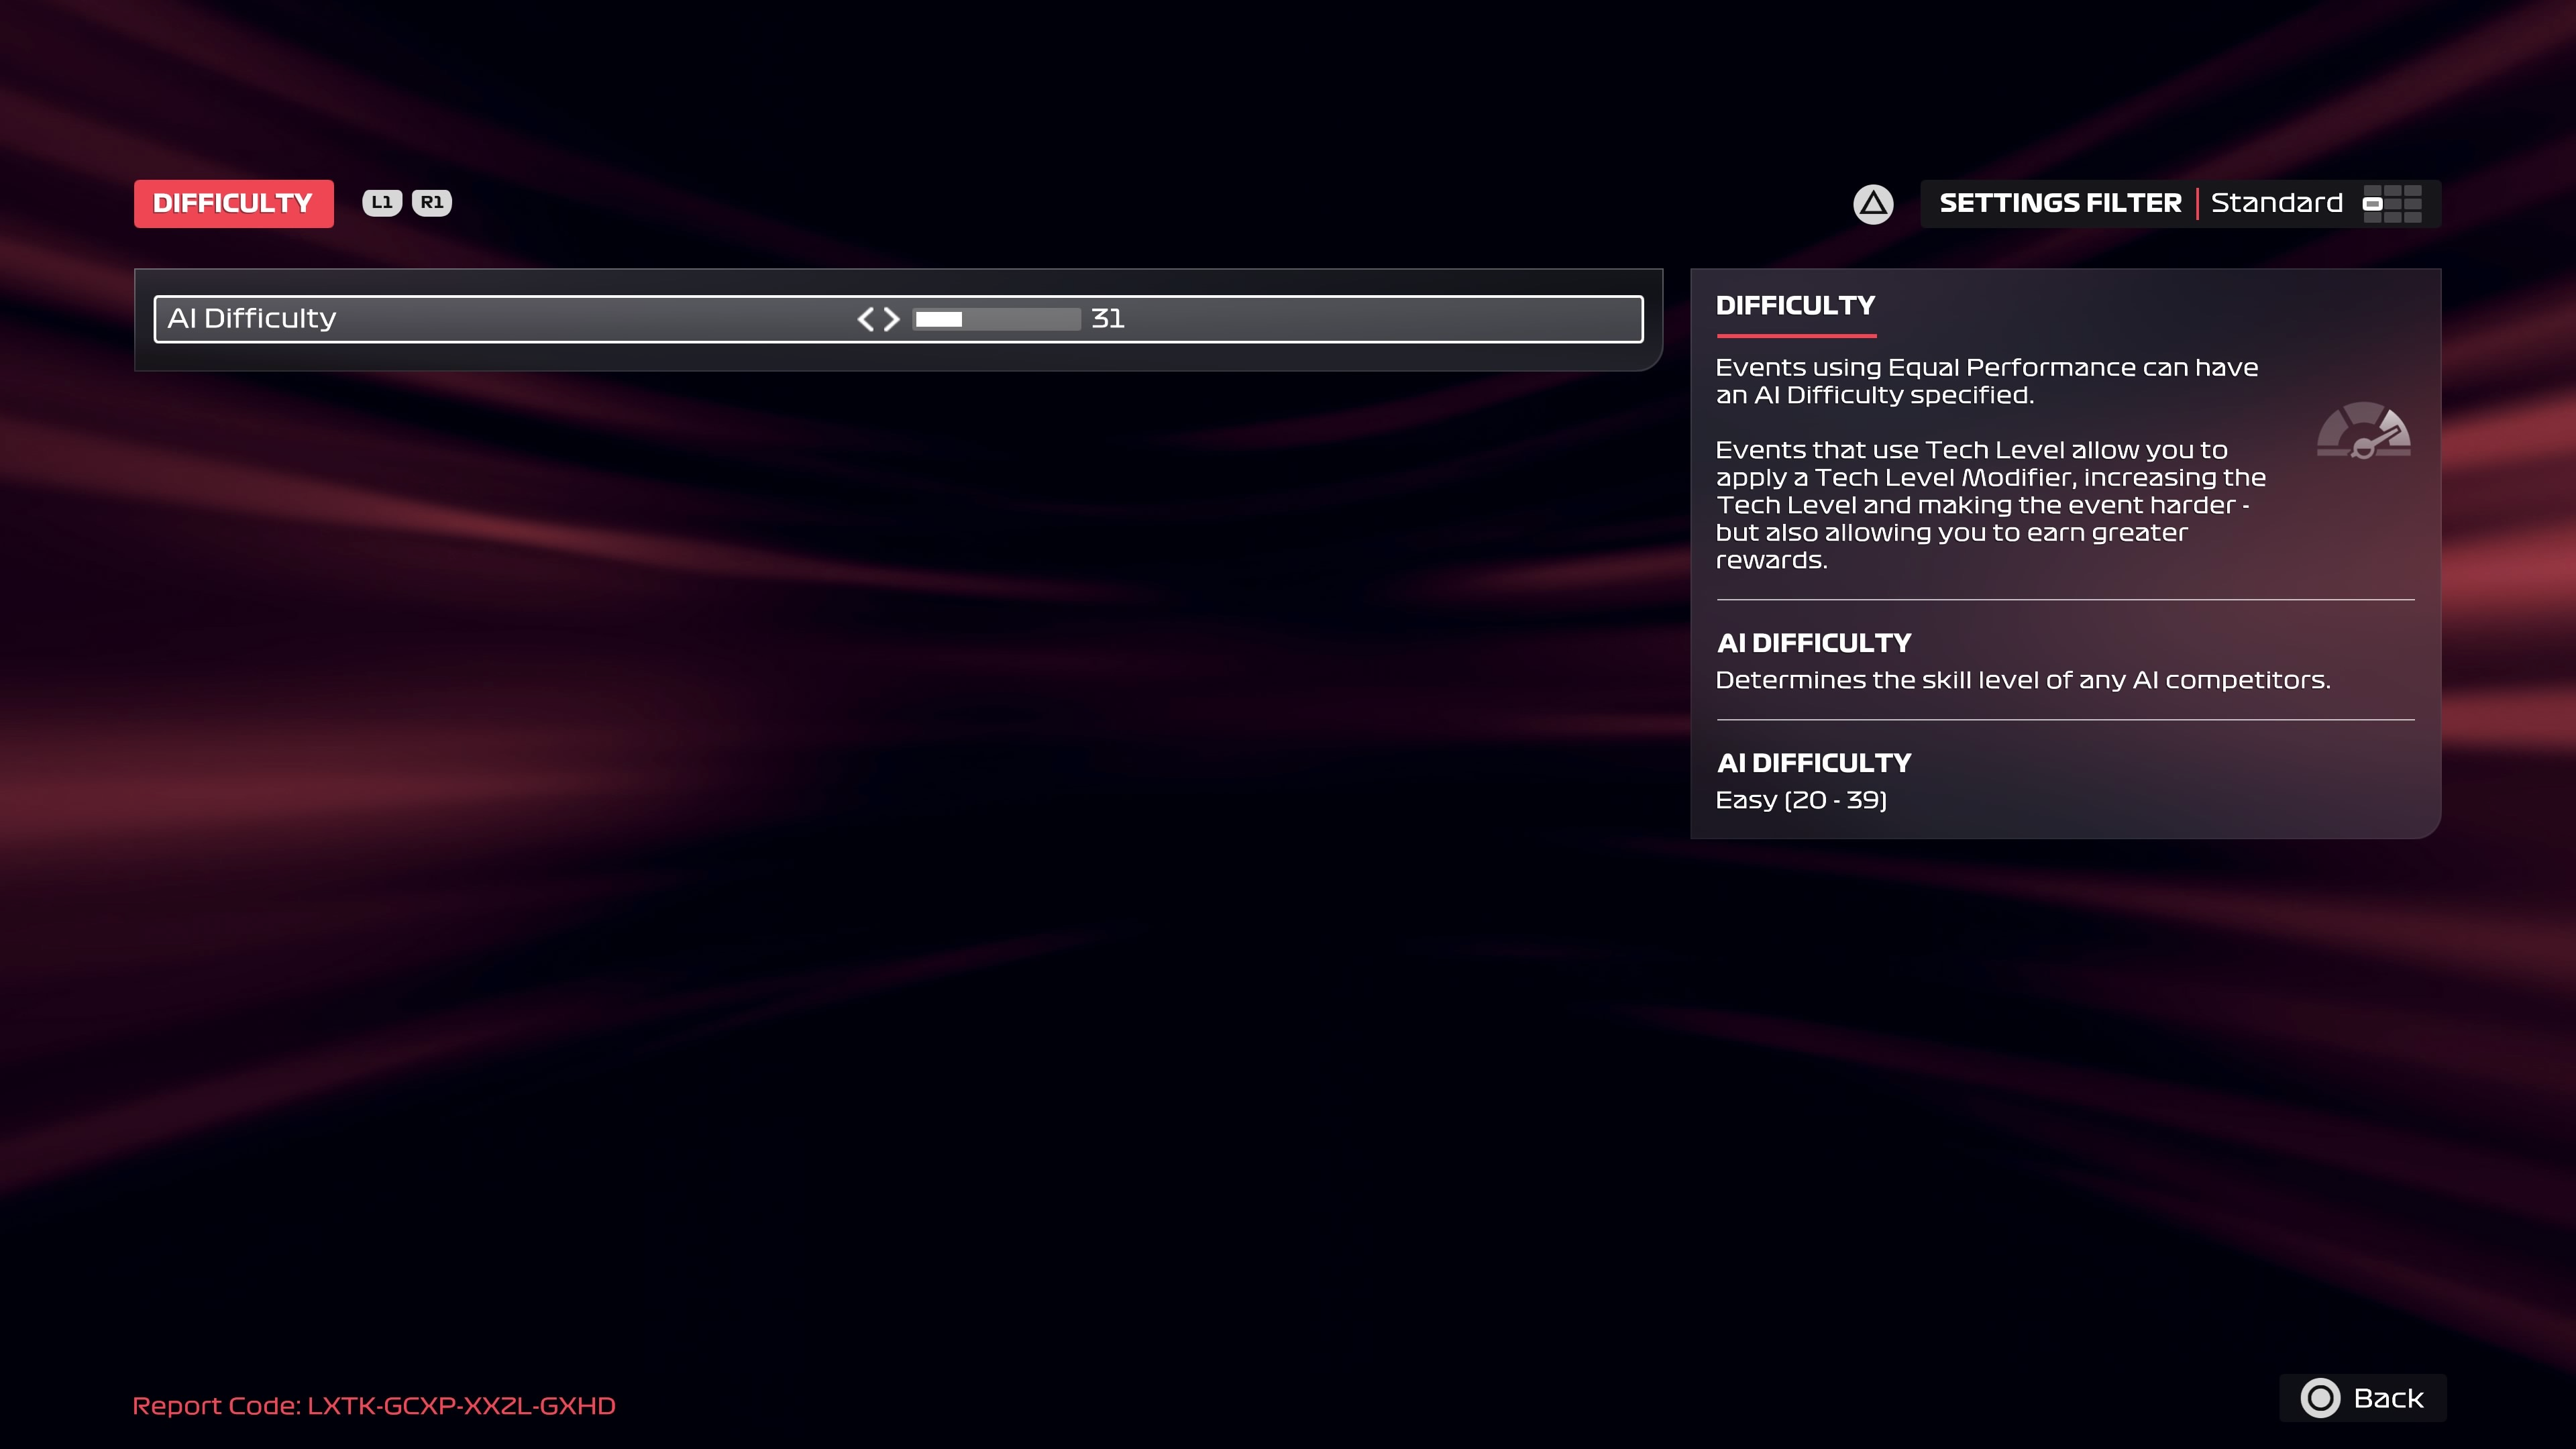 DIFFICULTY L1 R1
SETTINGS FILTER | Standard
AI Difficulty 31
DIFFICULTY
Events using Equal Performance can have
an AI Difficulty specified.
Events that use Tech Level allow you to
apply a Tech Level Modifier, increasing the
Tech Level and making the event harder -
but also allowing you to earn greater
rewards.
AI DIFFICULTY
Determines the skill level of any AI competitors.
AI DIFFICULTY
Easy (20 - 39)
Report Code: LXTK-GCXP-XXZL-GXHD
Back